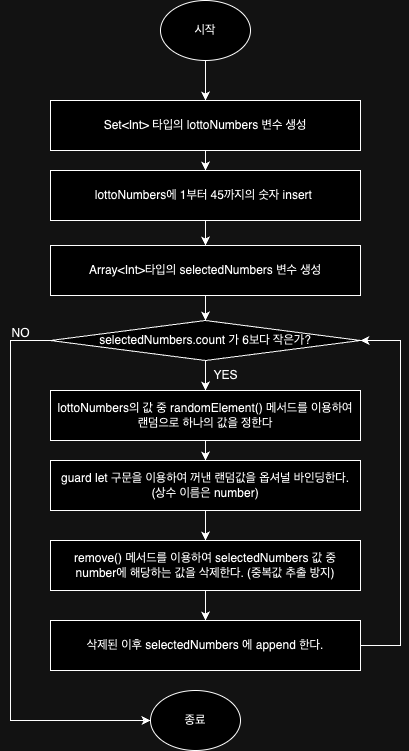 시작
Set<Int> 타입의 lottoNumbers 변수 생성
lottoNumbers에 1부터 45까지의 숫자 insert
Array<Int>타입의 selectedNumbers 변수 생성
NO
selectedNumbers.count 가 6보다 작은가?
YES
lottoNumbers의 값 중 randomElement() 메서드를 이용하여
랜덤으로 하나의 값을 정한다
guard let 구문을 이용하여 꺼낸 랜덤값을 옵셔널 바인딩한다.
(상수 이름은 number)
remove() 메서드를 이용하여 selectedNumbers 값 중
number에 해당하는 값을 삭제한다. (중복값 추출 방지)
삭제된 이후 selectedNumbers 에 append 한다.
종료